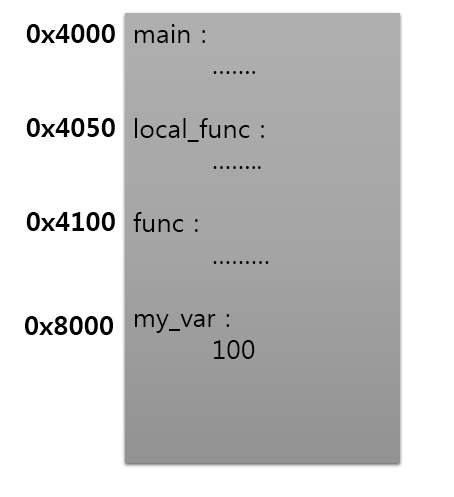 0x4000 main :
.......
0x4050 local_func :
........
0x4100 func :
.........
0x8000 my_var :
100